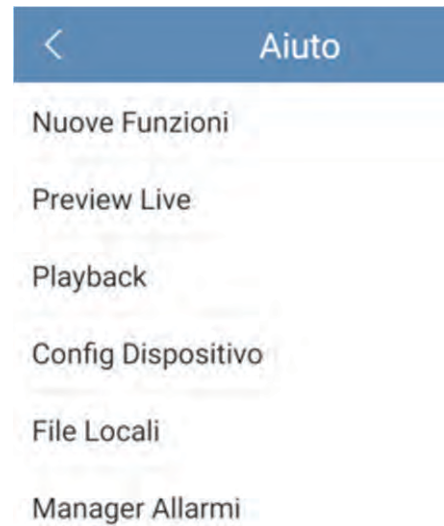 Aiuto
Nuove Funzioni
Preview Live
Playback
Config Dispositivo
File Locali
Manager Allarmi